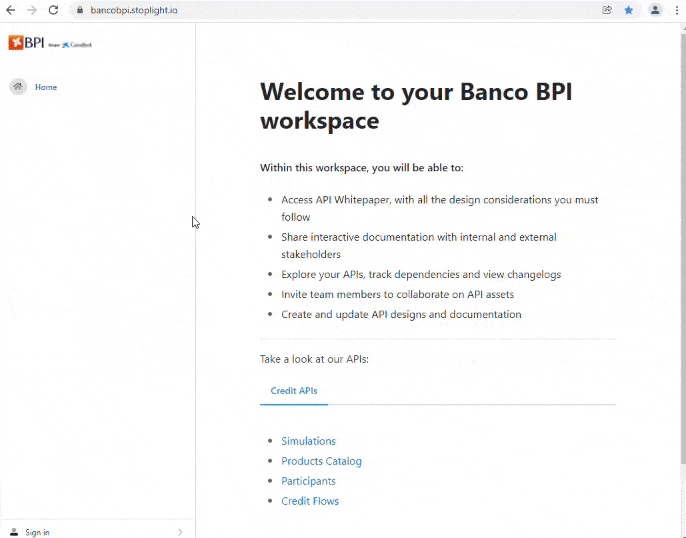 bancobpi.stoplight.io
BPI Grupo CaixaBank
Home
Welcome to your Banco BPI
workspace
Within this workspace, you will be able to:
Access API Whitepaper, with all the design considerations you must
follow
Share interactive documentation with internal and external
stakeholders
Explore your APIs, track dependencies and view changelogs
Invite team members to collaborate on API assets
Create and update API designs and documentation
Take a look at our APIs:
Credit APIs
Simulations
Products Catalog
Participants
Credit Flows
Sign in